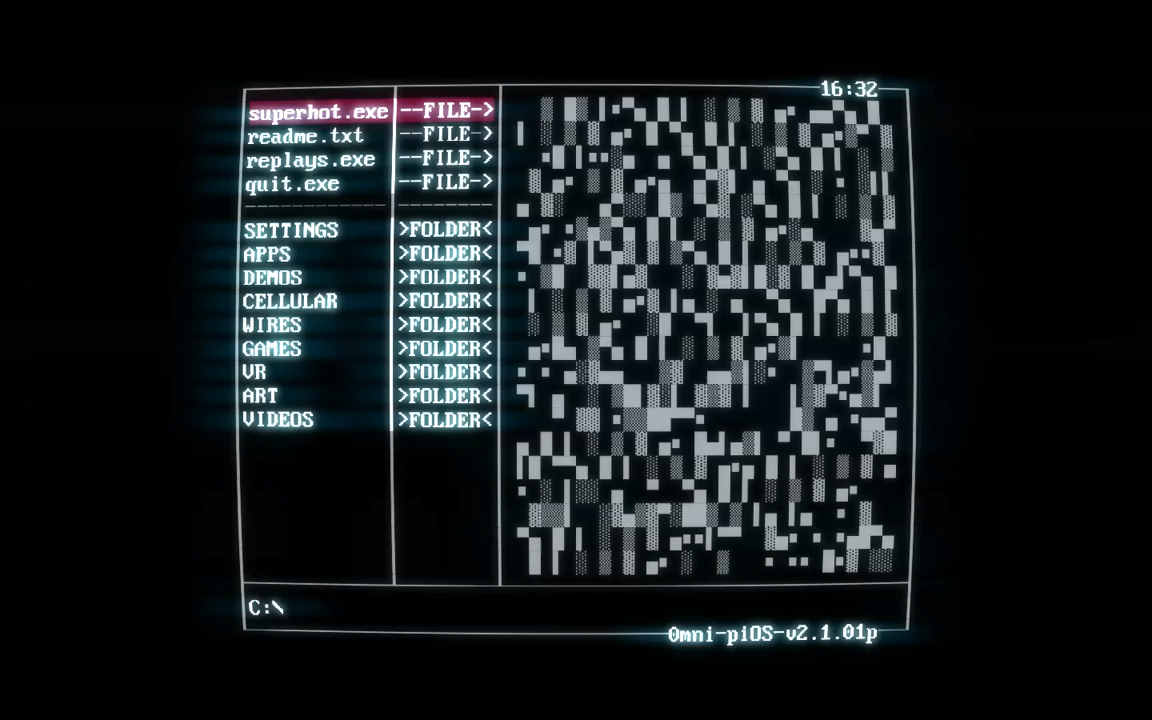 16:32
superhot.exe --FILE->
readme.txt --FILE->
replays.exe --FILE->
quit.exe --FILE->
SETTINGS >FOLDER<
APPS >FOLDER<
DEMOS >FOLDER<
CELLULAR >FOLDER<
WIRES >FOLDER<
GAMES >FOLDER<
VR >FOLDER<
ART >FOLDER<
VIDEOS >FOLDER<
C:\
Omni-piOS-v2.1.01p